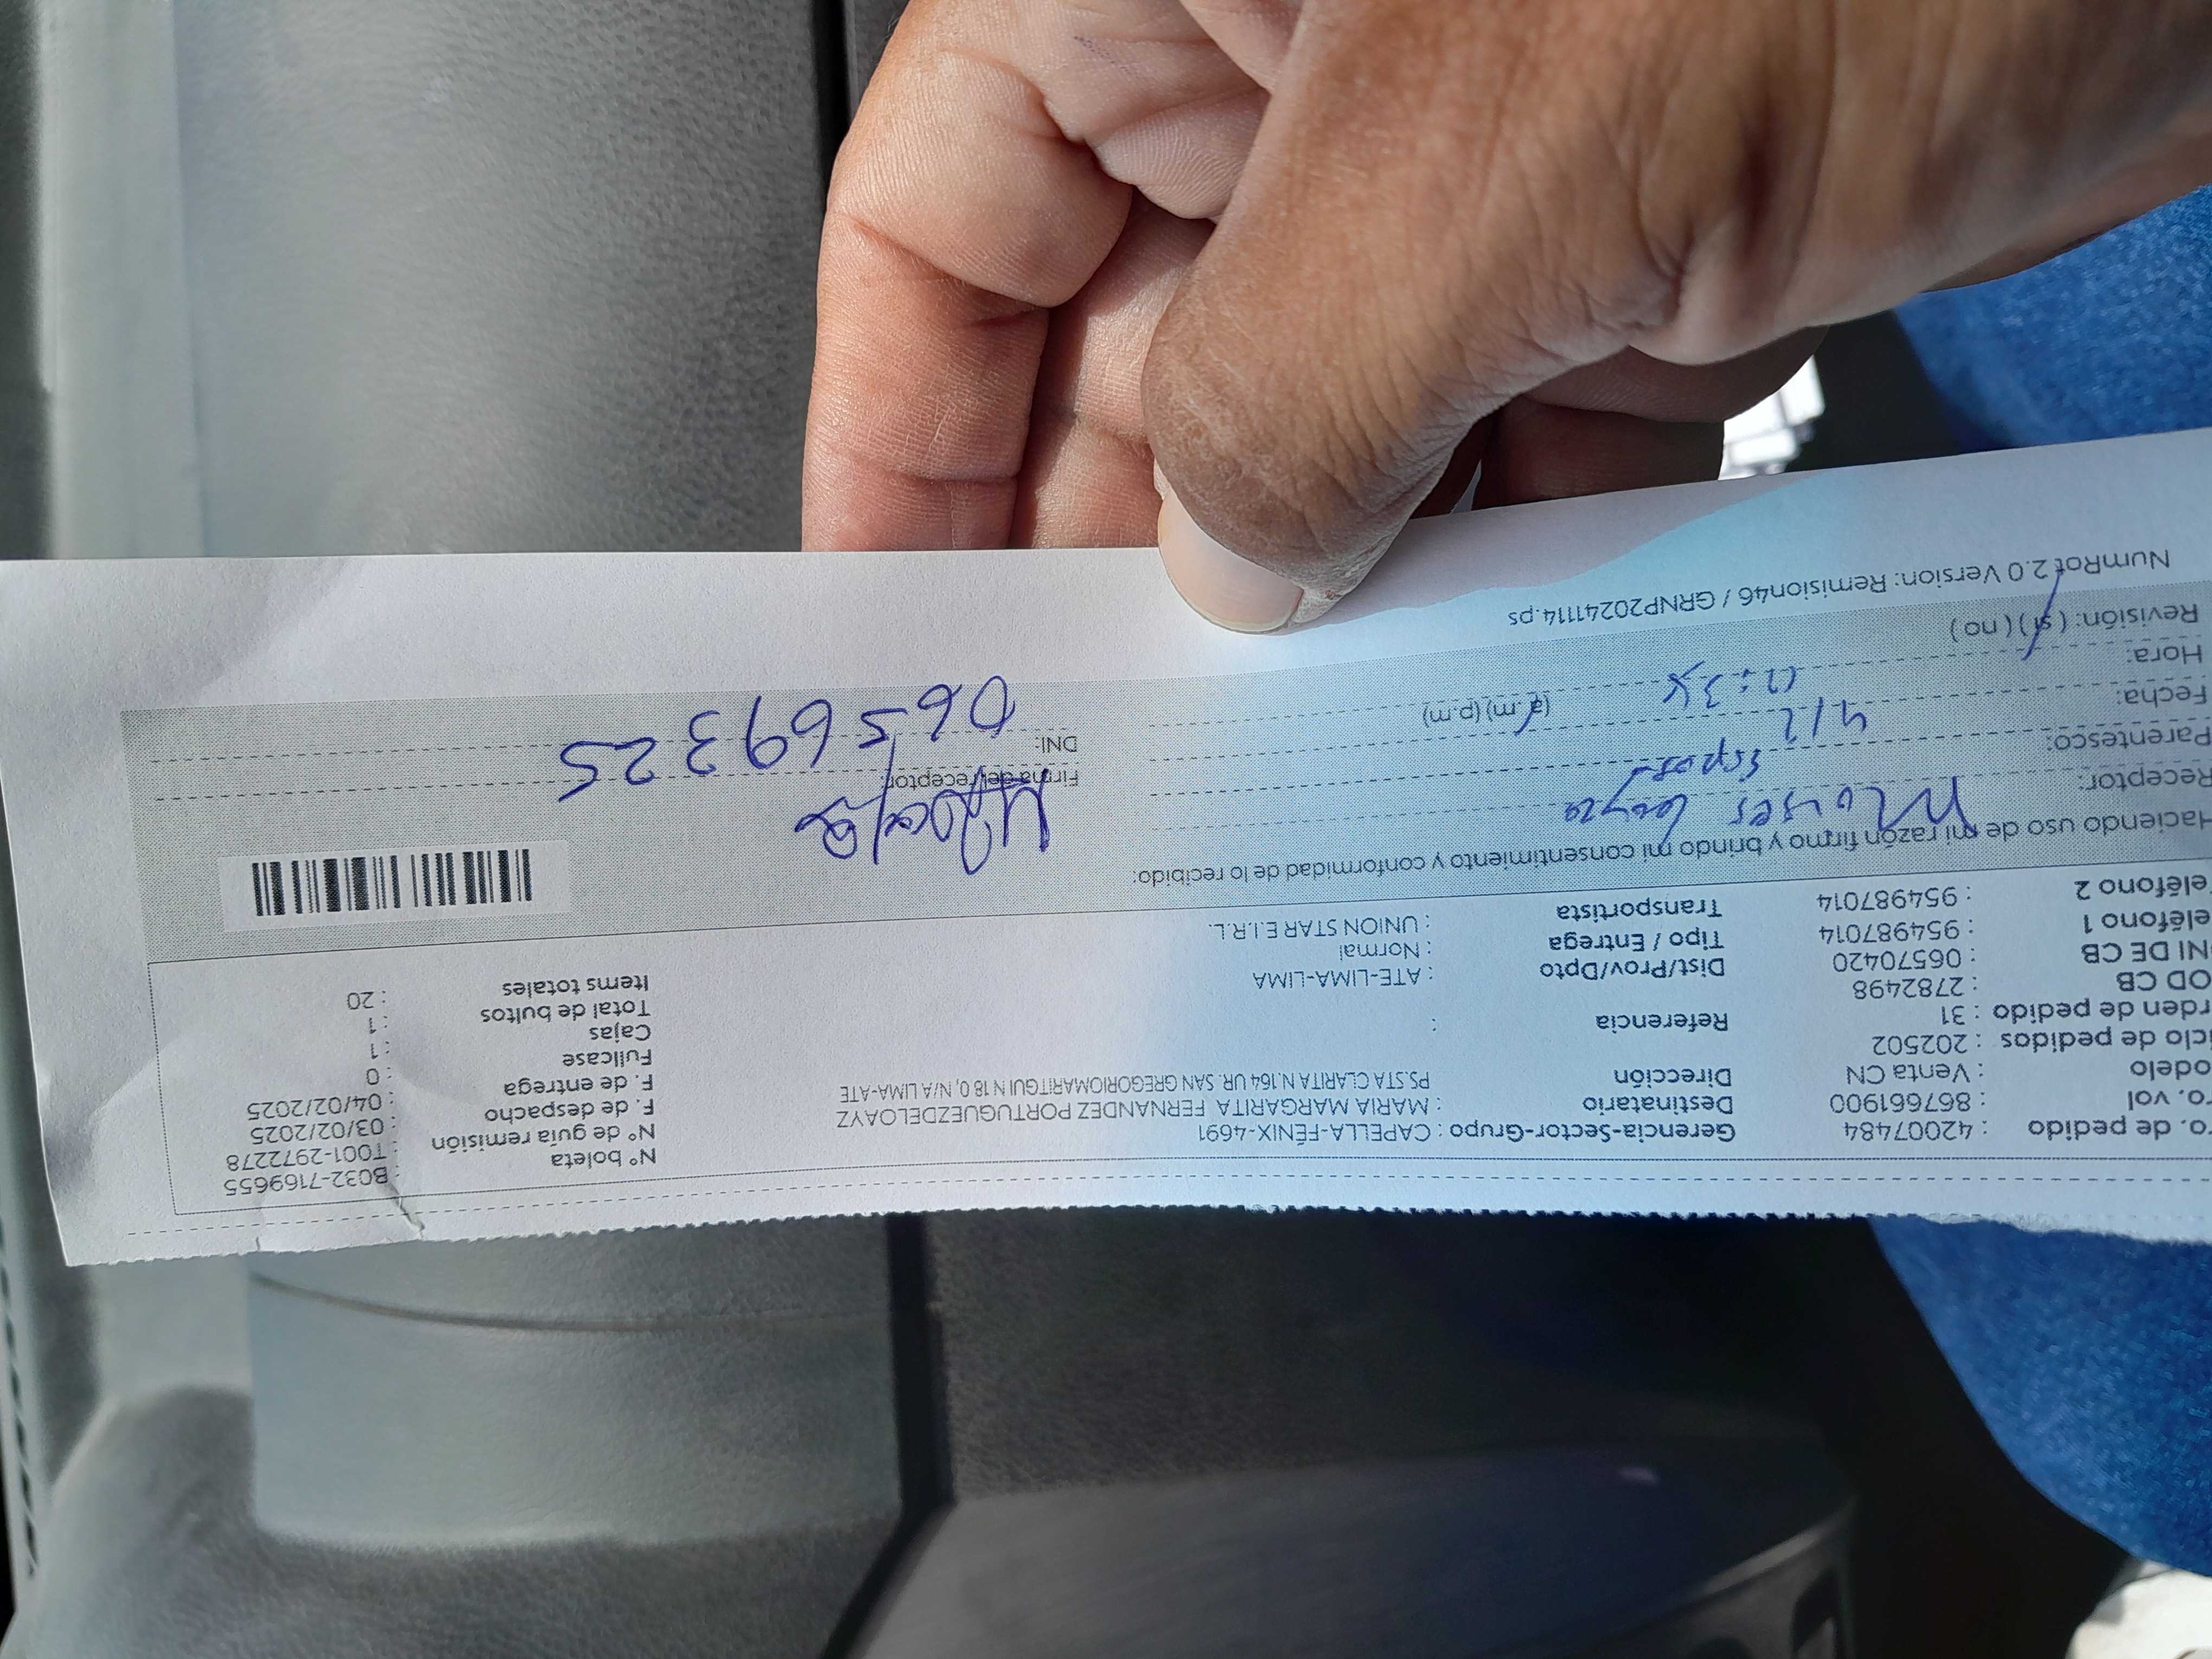 ro. de pedido : 42007484 Gerencia-Sector-Grupo : CAPELLA-FÉNIX-4691 N° boleta : B032-7169655
ro. vol : 867661900 Destinatario : MARIA MARGARITA FERNANDEZ PORTUGUEZDELOAYZ N° de guía remisión : T001-2972278
odelo : Venta CN Dirección PS.STA CLARITA N.164 UR. SAN GREGORIOMARITGUI N 18 0, N/A LIMA-ATE F. de despacho : 03/02/2025
iclo de pedidos : 202502 F. de entrega : 04/02/2025
rden de pedido : 31 Referencia : Fullcase : 0
OD CB : 2782498 Cajas : 1
NI DE CB : 06570420 Dist/Prov/Dpto : ATE-LIMA-LIMA Total de bultos : 1
eléfono 1 : 954987014 Tipo / Entrega : Normal Items totales : 20
eléfono 2 : 954987014 Transportista : UNION STAR E.I.R.L.
Haciendo uso de mi razón firmo y brindo mi consentimiento y conformidad de lo recibido:
Receptor: Firma del receptor:
Parentesco: Esposo DNI: 06569325
Fecha: 4/2
Hora: (a.m) (p.m)
Revisión: ( si ) ( no )
NumRot 2.0 Version: Remision46 / GRNP20241114.ps